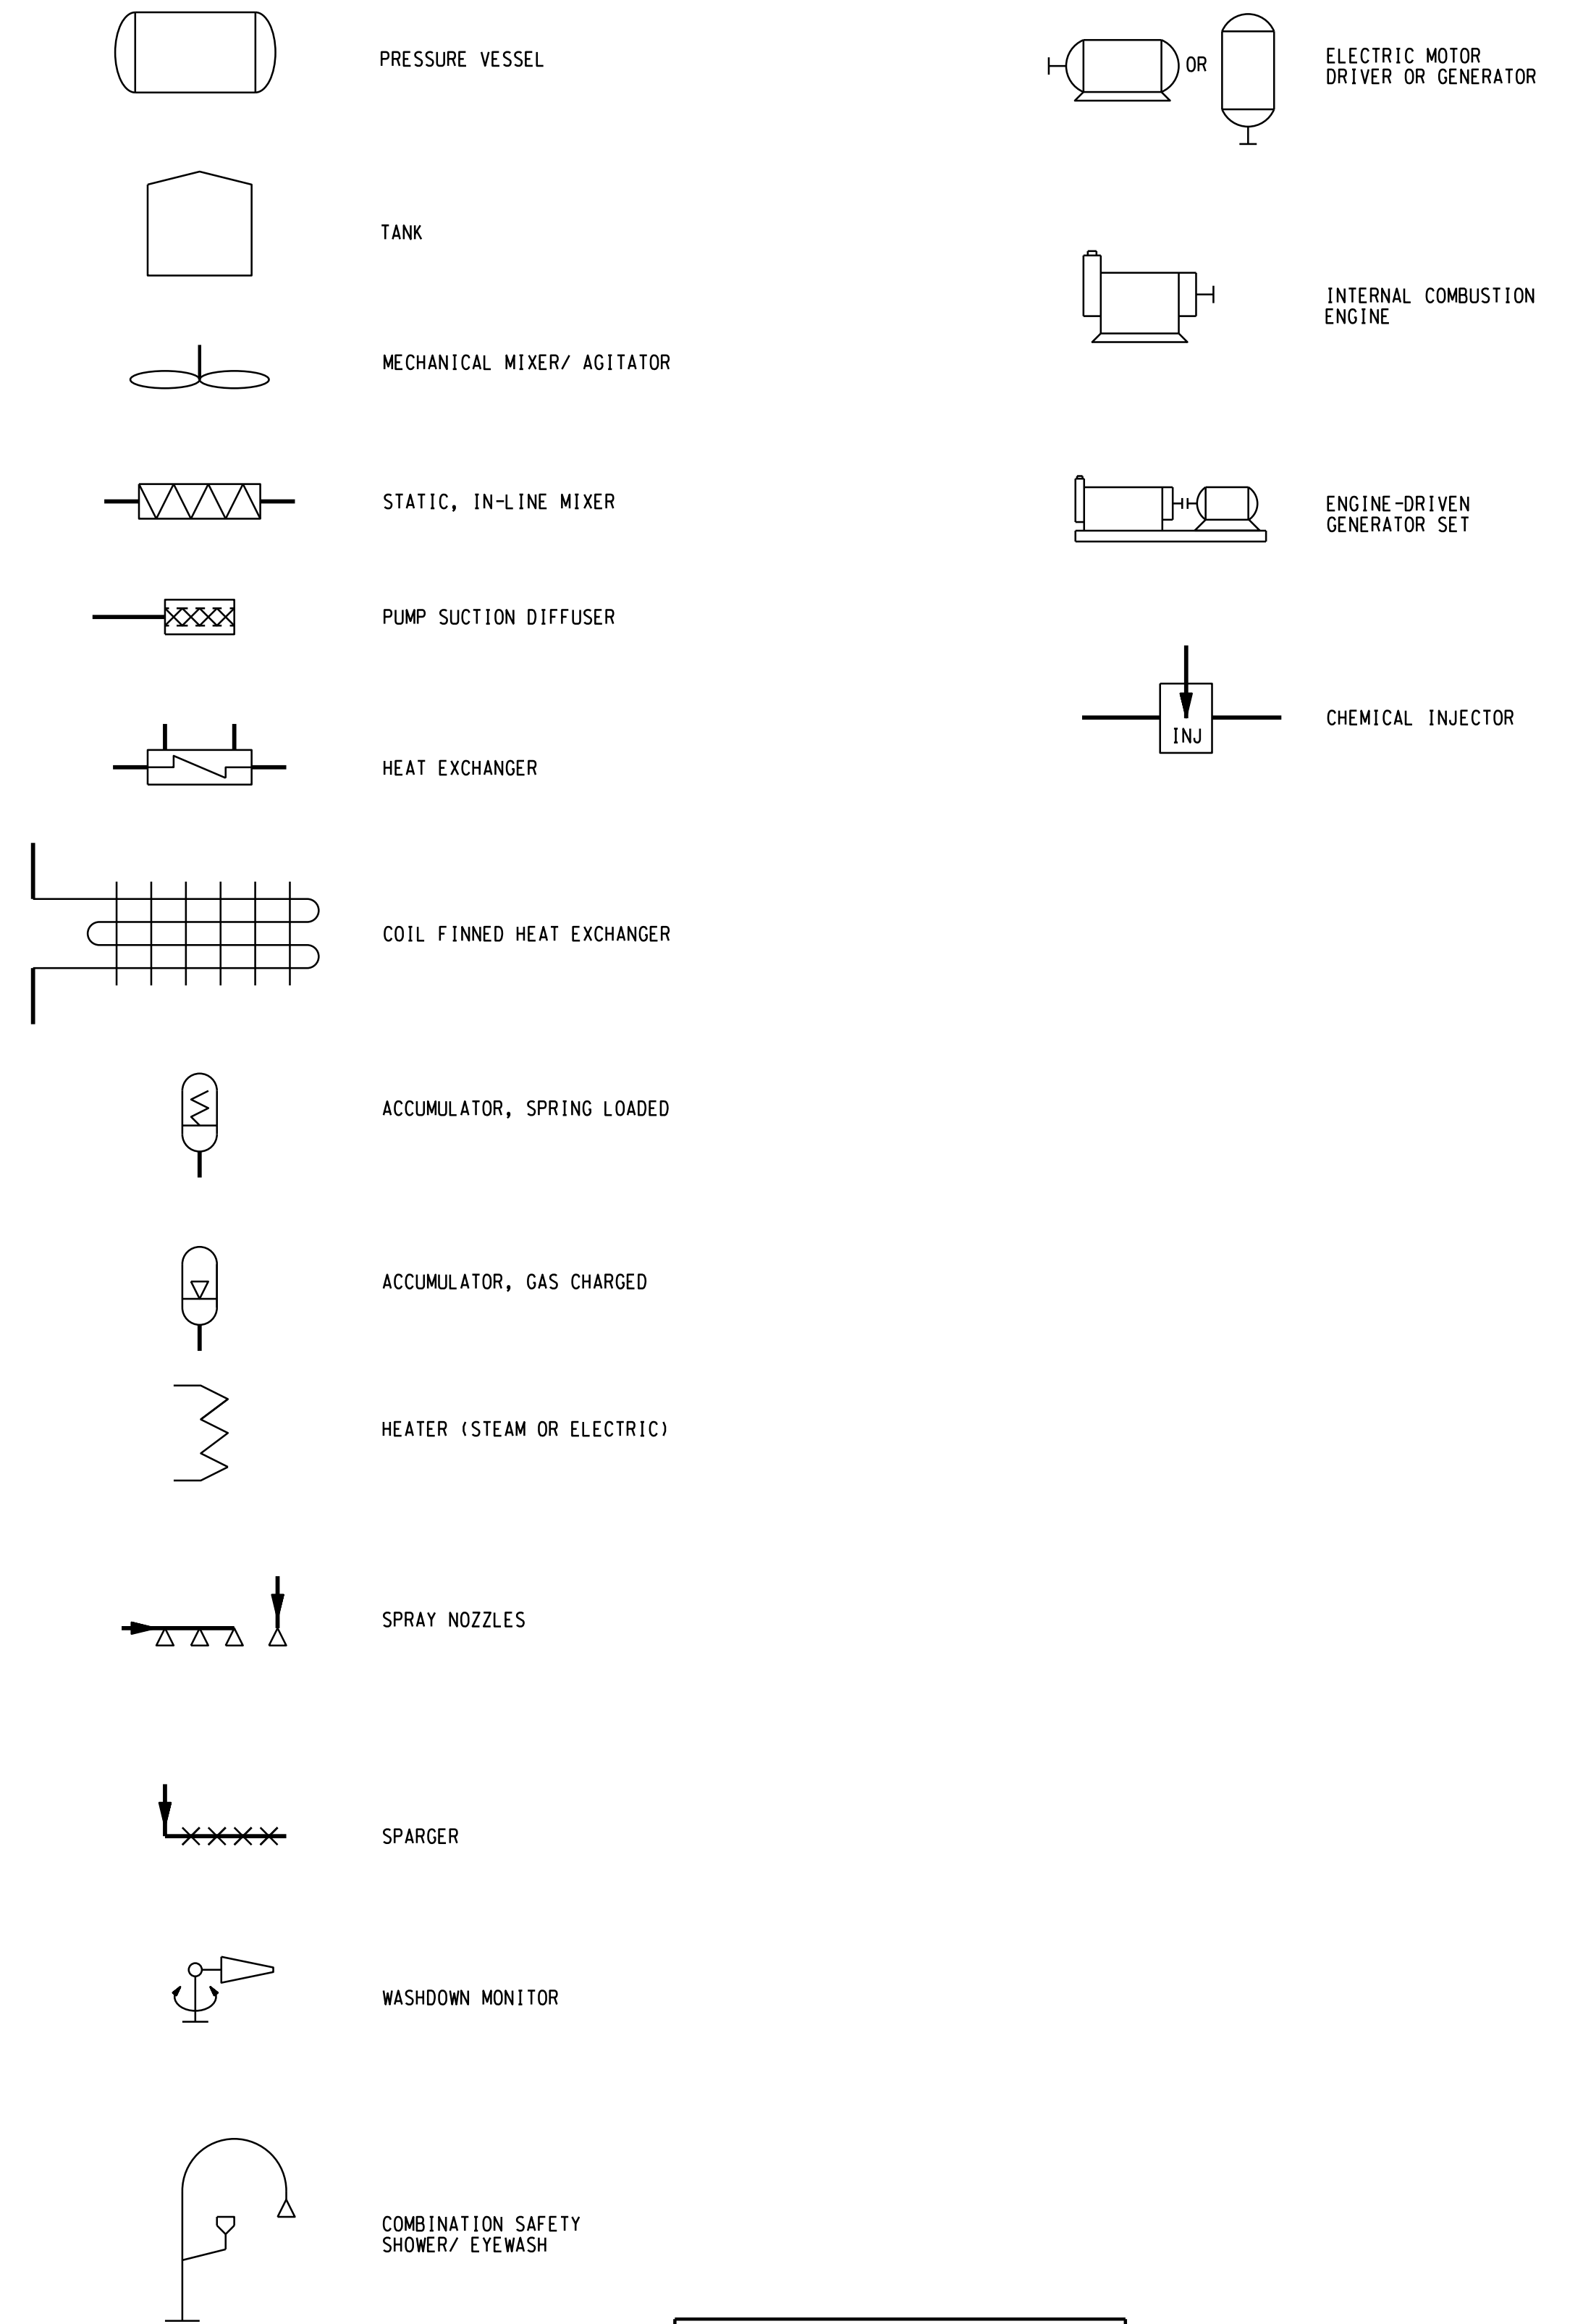 PRESSURE VESSEL
TANK
MECHANICAL MIXER/ AGITATOR
STATIC, IN-LINE MIXER
PUMP SUCTION DIFFUSER
HEAT EXCHANGER
COIL FINNED HEAT EXCHANGER
ACCUMULATOR, SPRING LOADED
ACCUMULATOR, GAS CHARGED
HEATER (STEAM OR ELECTRIC)
SPRAY NOZZLES
SPARGER
WASHDOWN MONITOR
COMBINATION SAFETY
SHOWER/ EYEWASH
OR
ELECTRIC MOTOR
DRIVER OR GENERATOR
INTERNAL COMBUSTION
ENGINE
ENGINE-DRIVEN
GENERATOR SET
INJ
CHEMICAL INJECTOR